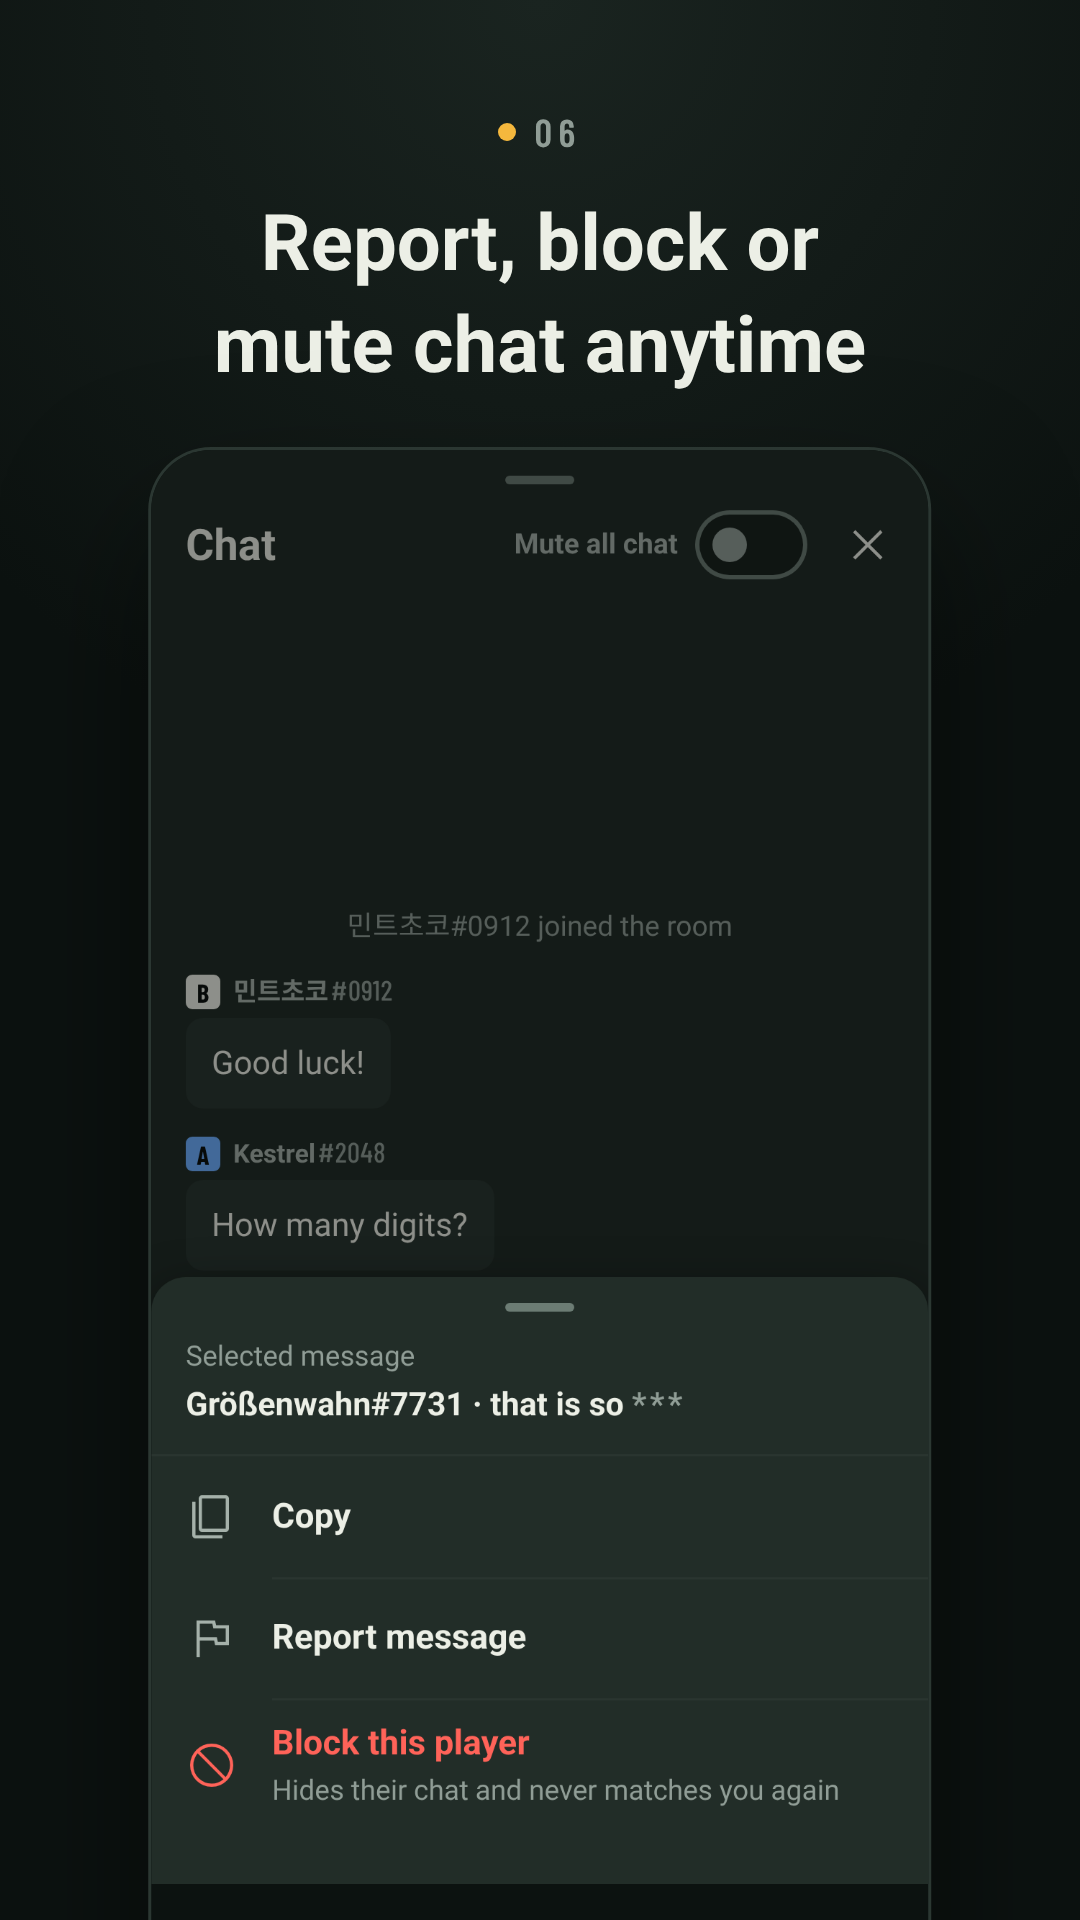 06
Report, block or
mute chat anytime
Chat
Mute all chat
민트초코#0912 joined the room
B 민트초코#0912
Good luck!
A Kestrel#2048
How many digits?
Selected message
Größenwahn#7731 · that is so ***
Copy
Report message
Block this player
Hides their chat and never matches you again